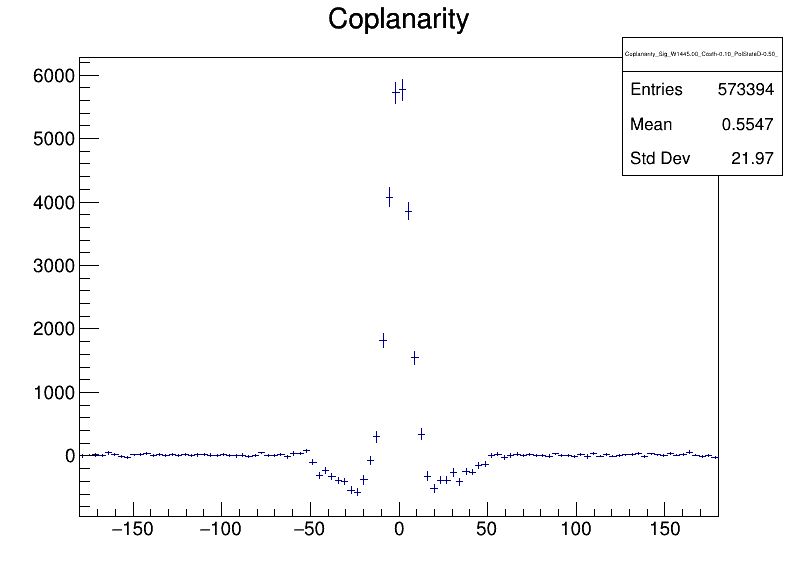 Coplanarity
Coplanarity_Sig_W1445.00_Costh-0.10_PolStateD-0.50_
Entries 573394
Mean 0.5547
Std Dev 21.97
6000
5000
4000
3000
2000
1000
0
−150 −100 −50 0 50 100 150